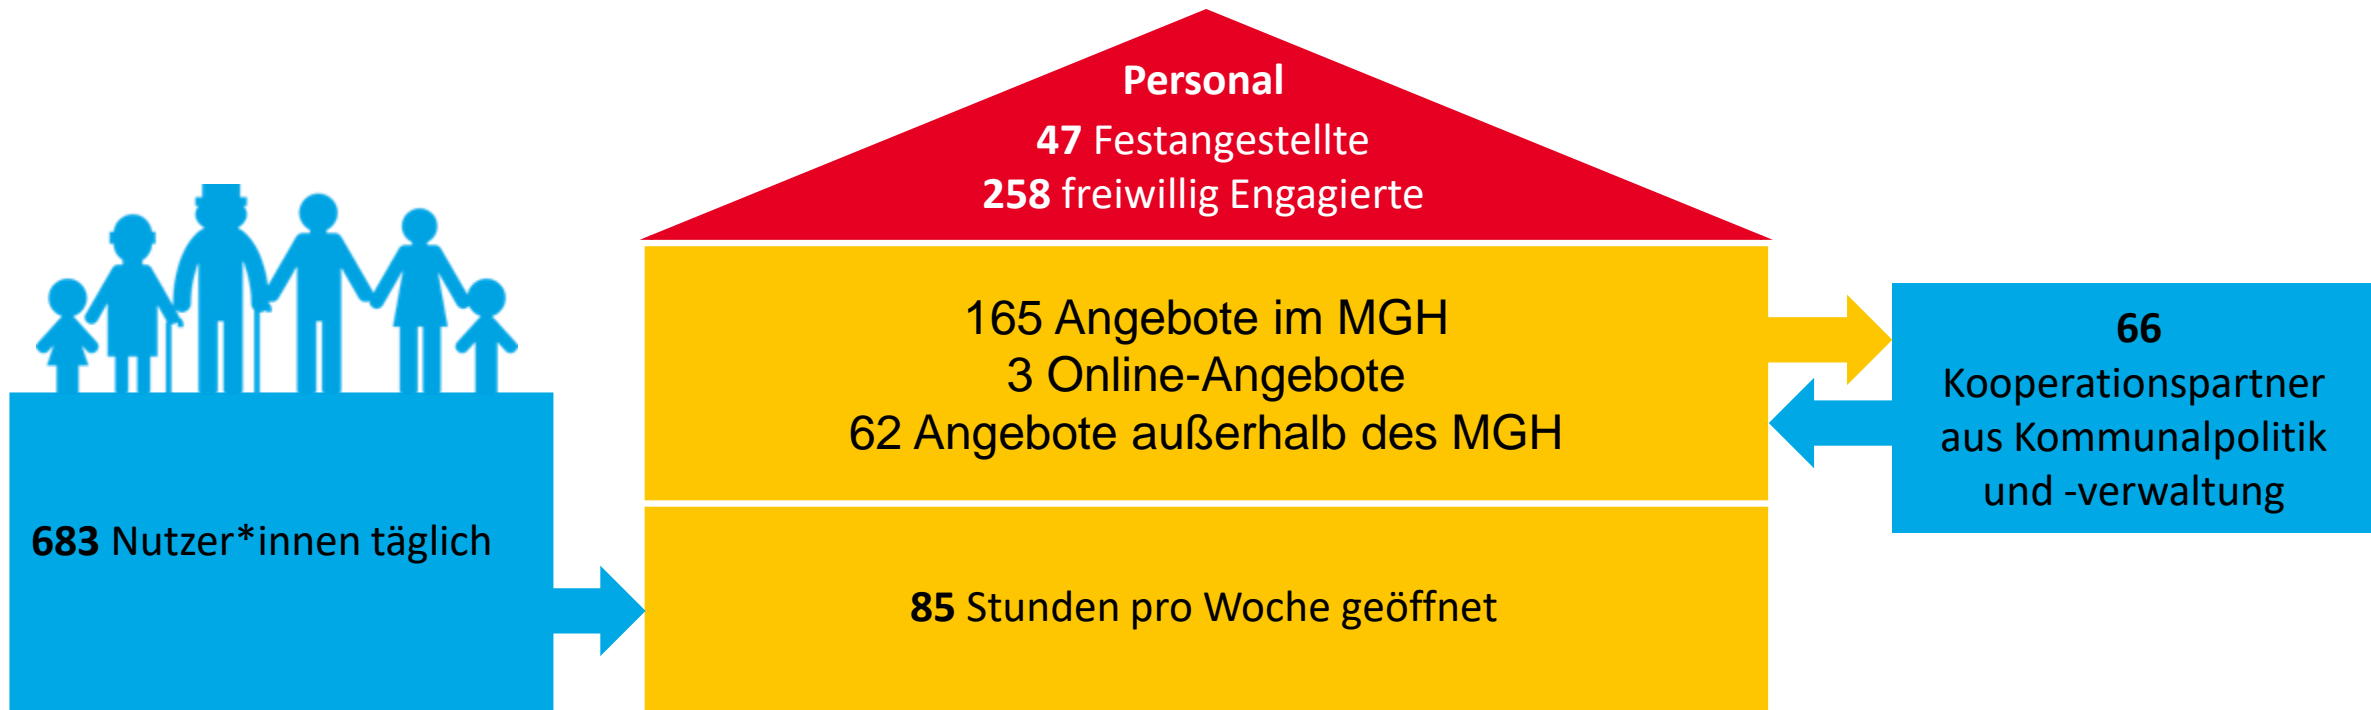 Personal
47 Festangestellte
258 freiwillig Engagierte
165 Angebote im MGH
3 Online-Angebote
62 Angebote außerhalb des MGH
85 Stunden pro Woche geöffnet
683 Nutzer*innen täglich
66
Kooperationspartner
aus Kommunalpolitik
und -verwaltung